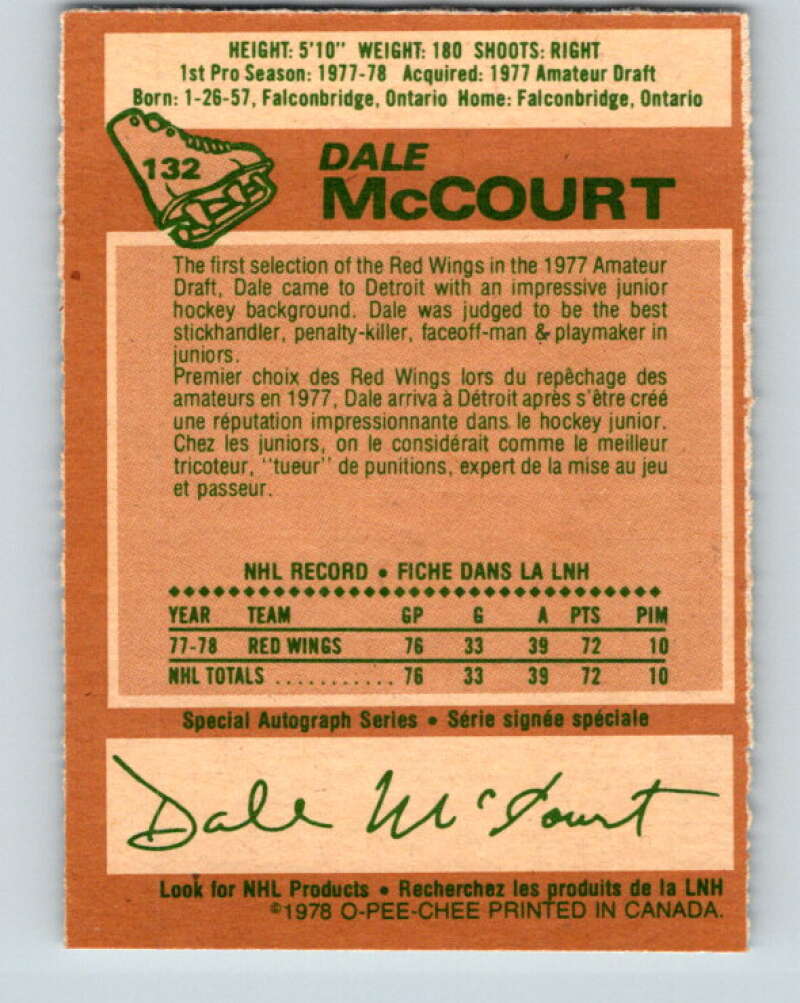 HEIGHT: 5'10" WEIGHT: 180 SHOOTS: RIGHT
1st Pro Season: 1977-78 Acquired: 1977 Amateur Draft
Born: 1-26-57, Falconbridge, Ontario Home: Falconbridge, Ontario
132
DALE
McCOURT
The first selection of the Red Wings in the 1977 Amateur
Draft, Dale came to Detroit with an impressive junior
hockey background. Dale was judged to be the best
stickhandler, penalty-killer, faceoff-man & playmaker in
juniors.
Premier choix des Red Wings lors du repêchage des
amateurs en 1977, Dale arriva à Détroit après s'être créé
une réputation impressionnante dans le hockey junior.
Chez les juniors, on le considérait comme le meilleur
tricoteur, "tueur" de punitions, expert de la mise au jeu
et passeur.
NHL RECORD • FICHE DANS LA LNH
YEAR TEAM GP G A PTS PIM
77-78 RED WINGS 76 33 39 72 10
NHL TOTALS ........... 76 33 39 72 10
Special Autograph Series • Série signée spéciale
Dale McCourt
Look for NHL Products • Recherchez les produits de la LNH
©1978 O-PEE-CHEE PRINTED IN CANADA.